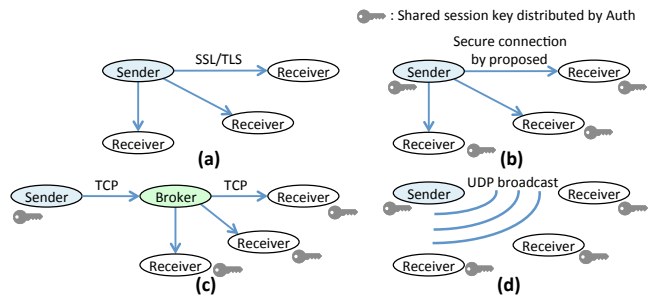 : Shared session key distributed by Auth
Sender
SSL/TLS
Receiver
Receiver
Receiver
(a)
Secure connection
by proposed
Sender
Receiver
Receiver
Receiver
(b)
Sender
TCP
Broker
TCP
Receiver
Receiver
Receiver
(c)
Sender
UDP broadcast
Receiver
Receiver
Receiver
(d)